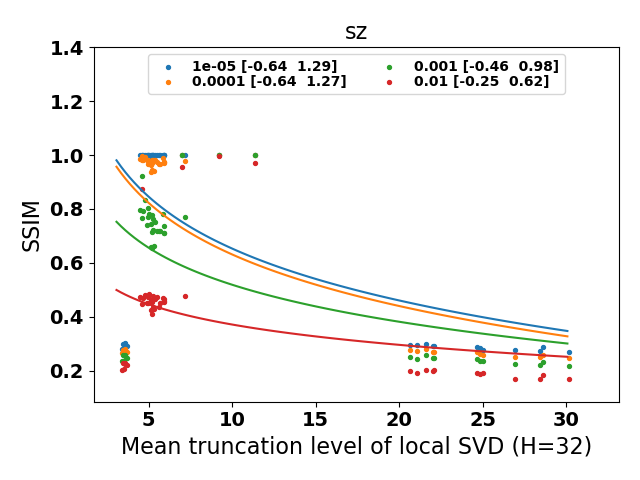 sz
1.4
1e-05 [-0.64 1.29]
0.001 [-0.46 0.98]
0.0001 [-0.64 1.27]
0.01 [-0.25 0.62]
1.2
1.0
0.8
0.6
0.4
0.2
SSIM
5 10 15 20 25 30
Mean truncation level of local SVD (H=32)